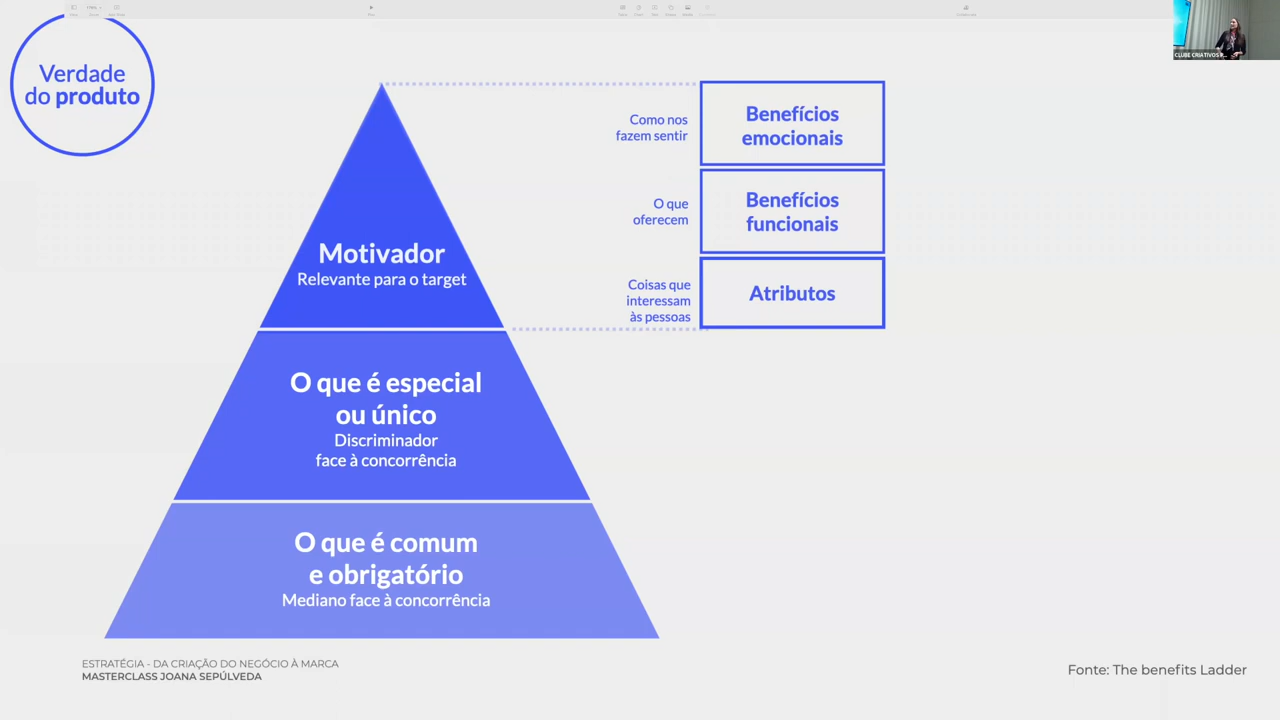 Verdade
do produto
Como nos
fazem sentir
Benefícios
emocionais
O que
oferecem
Benefícios
funcionais
Coisas que
interessam
às pessoas
Atributos
Motivador
Relevante para o target
O que é especial
ou único
Discriminador
face à concorrência
O que é comum
e obrigatório
Mediano face à concorrência
ESTRATÉGIA - DA CRIAÇÃO DO NEGÓCIO À MARCA
MASTERCLASS JOANA SEPÚLVEDA
Fonte: The benefits Ladder
CLUBE CRIATIVOS